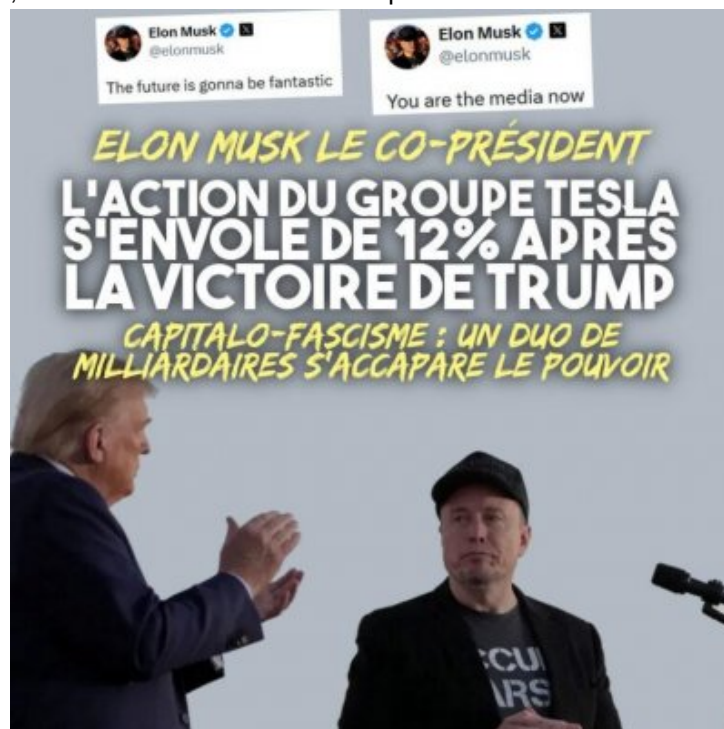 Elon Musk
@elonmusk
The future is gonna be fantastic
Elon Musk
@elonmusk
You are the media now
ELON MUSK LE CO-PRÉSIDENT
L'ACTION DU GROUPE TESLA
S'ENVOLE DE 12% APRÈS
LA VICTOIRE DE TRUMP
CAPITALO-FASCISME : UN DUO DE
MILLIARDAIRES S'ACCAPARE LE POUVOIR